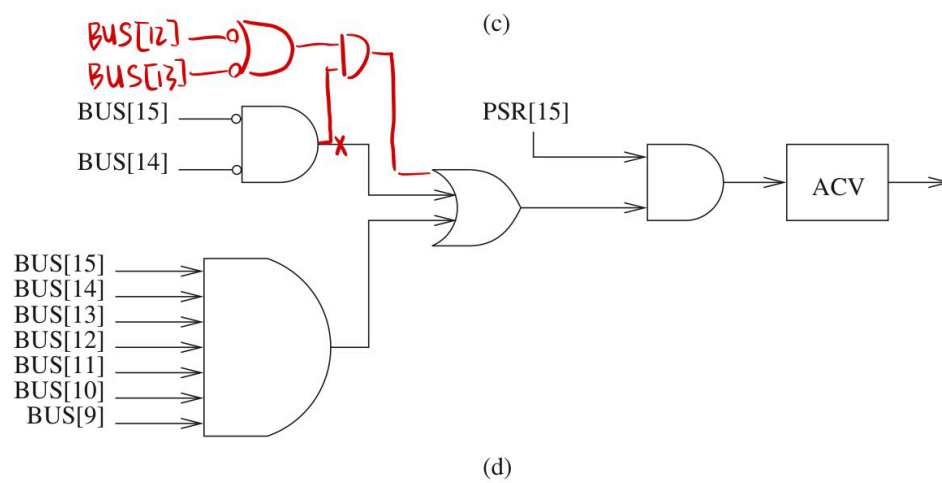 (c)
BUS[12]
BUS[13]
BUS[15]
PSR[15]
BUS[14]
ACV
BUS[15]
BUS[14]
BUS[13]
BUS[12]
BUS[11]
BUS[10]
BUS[9]
(d)